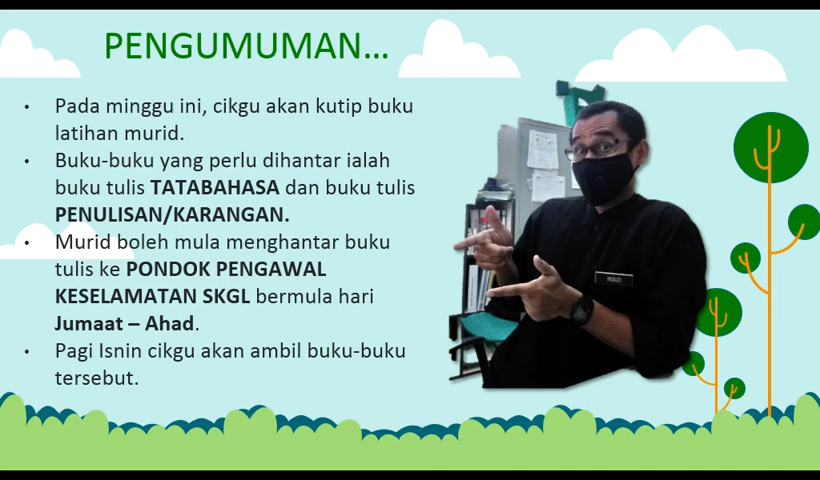 PENGUMUMAN...
• Pada minggu ini, cikgu akan kutip buku
latihan murid.
• Buku-buku yang perlu dihantar ialah
buku tulis TATABAHASA dan buku tulis
PENULISAN/KARANGAN.
• Murid boleh mula menghantar buku
tulis ke PONDOK PENGAWAL
KESELAMATAN SKGL bermula hari
Jumaat – Ahad.
• Pagi Isnin cikgu akan ambil buku-buku
tersebut.